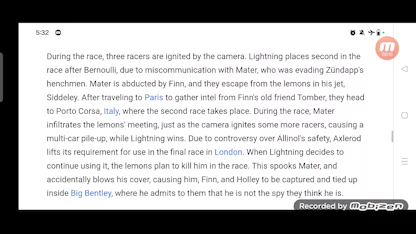 5:32
During the race, three racers are ignited by the camera. Lightning places second in the
race after Bernoulli, due to miscommunication with Mater, who was evading Zündapp's
henchmen. Mater is abducted by Finn, and they escape from the lemons in his jet,
Siddeley. After traveling to Paris to gather intel from Finn's old friend Tomber, they head
to Porto Corsa, Italy, where the second race takes place. During the race, Mater
infiltrates the lemons' meeting, just as the camera ignites some more racers, causing a
multi-car pile-up, while Lightning wins. Due to controversy over Allinol's safety, Axlerod
lifts its requirement for use in the final race in London. When Lightning decides to
continue using it, the lemons plan to kill him in the race. This spooks Mater, and
accidentally blows his cover, causing him, Finn, and Holley to be captured and tied up
inside Big Bentley, where he admits to them that he is not the spy they think he is.
Recorded by Mobizen